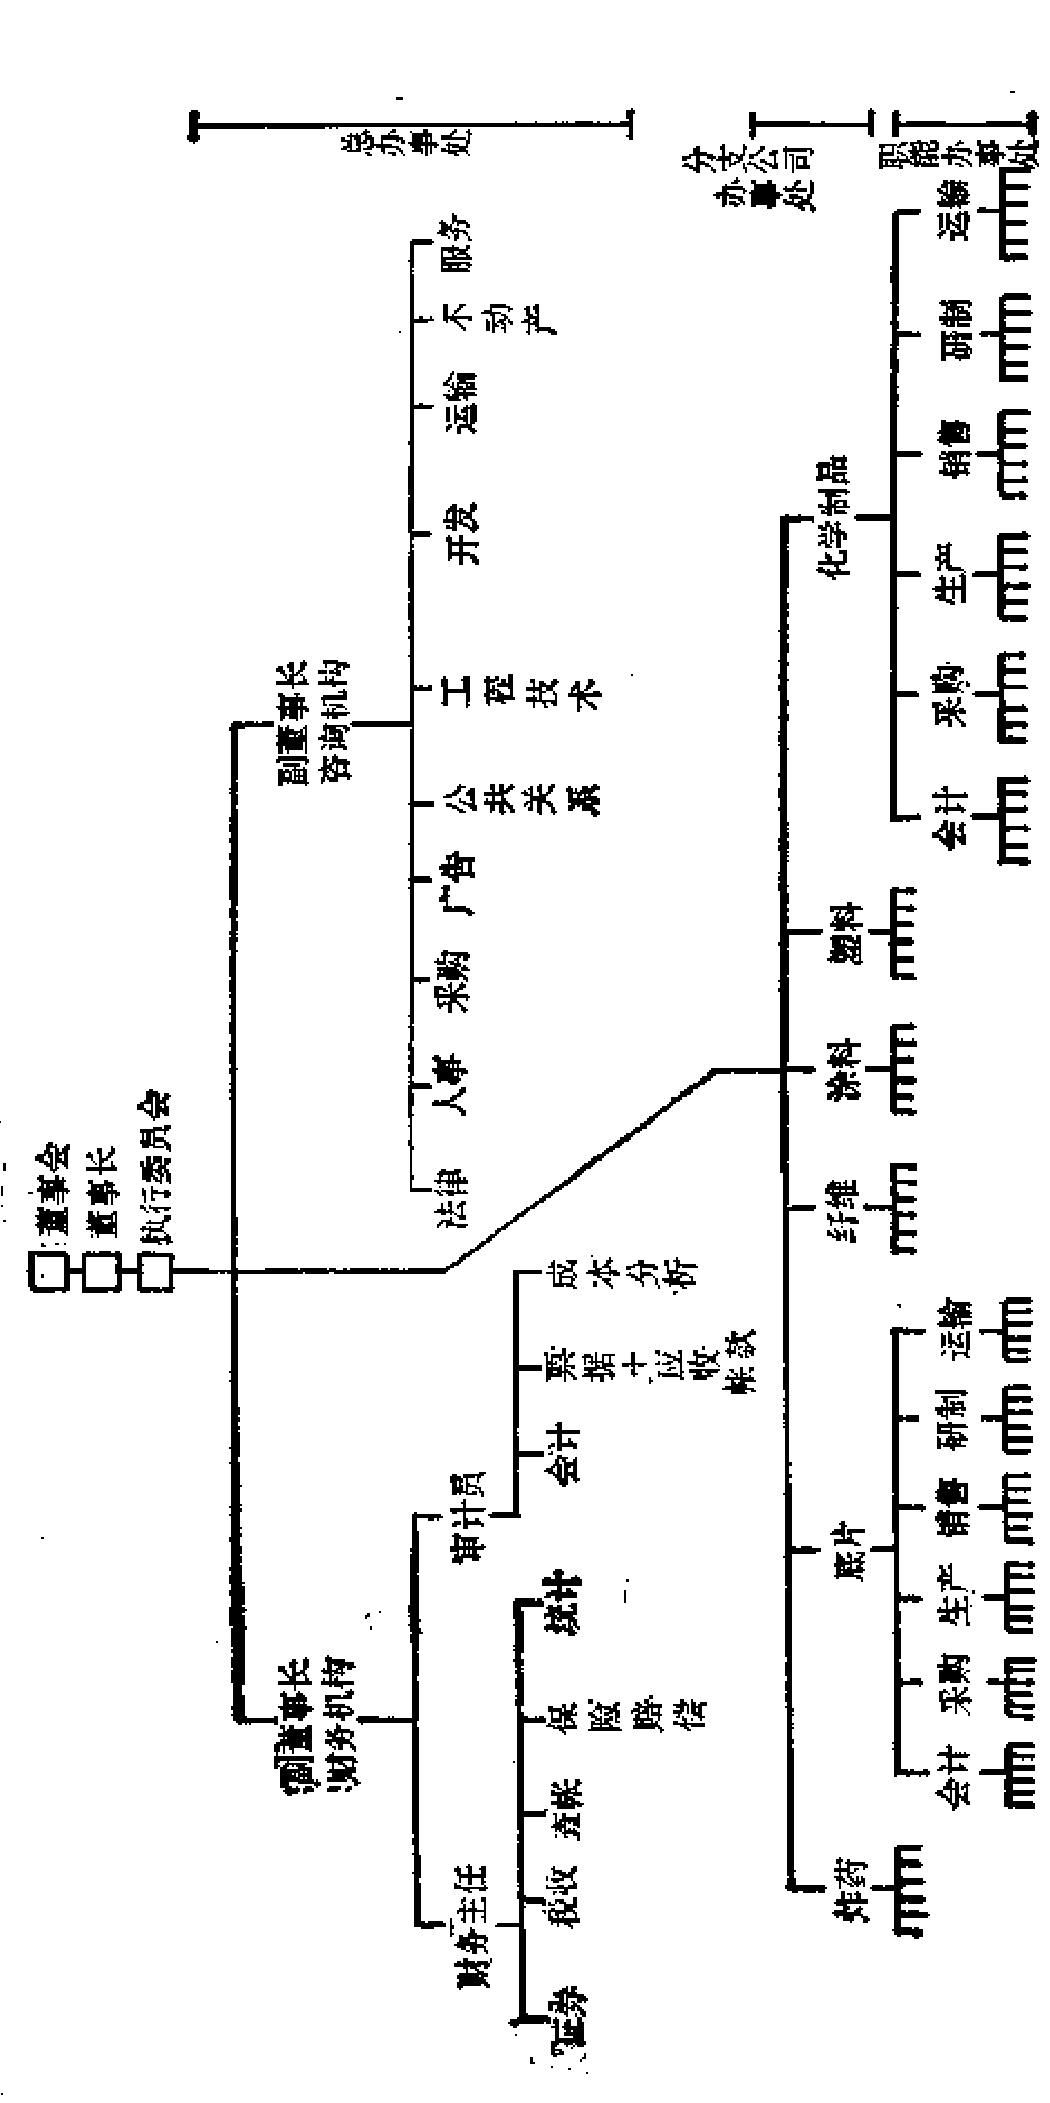 董事会
董事长
执行委员会
副董事长
财务机构
副董事长
咨询机构
总办事处
财务主任
审计员
法律
人事
采购
广告
公共关系
工程技术
开发
运输
不动产
服务
证券
税收
查帐
保险赔偿
统计
会计
票据+应收
帐款
成本分析
分支公司
办事处
炸药
底片
纤维
涂料
塑料
化学制品
职能办事处
会计
采购
生产
销售
研制
运输
会计
采购
生产
销售
研制
运输